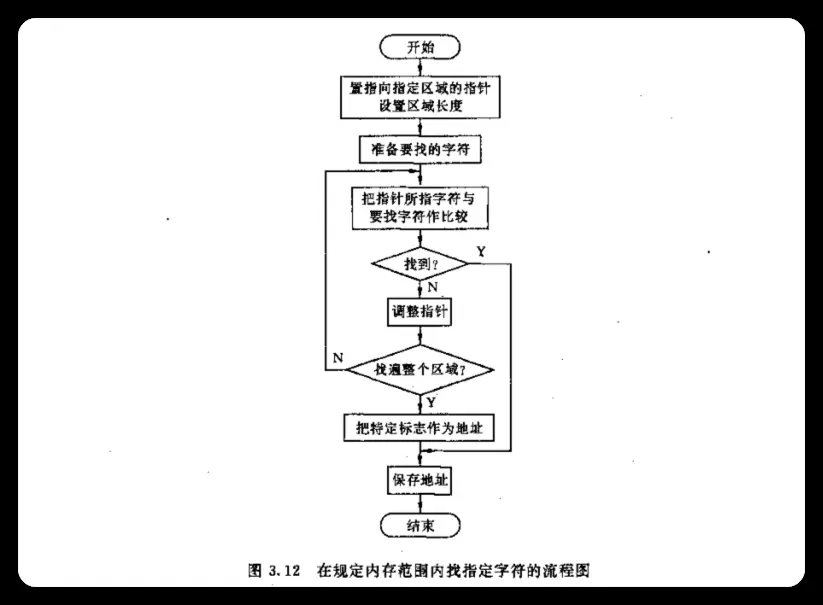 开始
置指向指定区域的指针
设置区域长度
准备要找的字符
把指针所指字符与
要找字符作比较
找到?
Y
N
调整指针
N
找遍整个区域?
Y
把特定标志作为地址
保存地址
结束
图 3.12 在规定内存范围内找指定字符的流程图